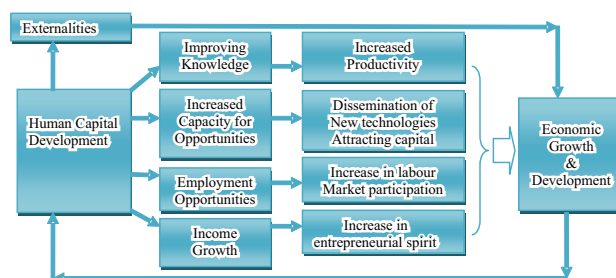 Externalities
Human Capital
Development
Improving
Knowledge
Increased
Productivity
Increased
Capacity for
Opportunities
Dissemination of
New technologies
Attracting capital
Employment
Opportunities
Increase in labour
Market participation
Income
Growth
Increase in
entrepreneurial spirit
Economic
Growth
&
Development